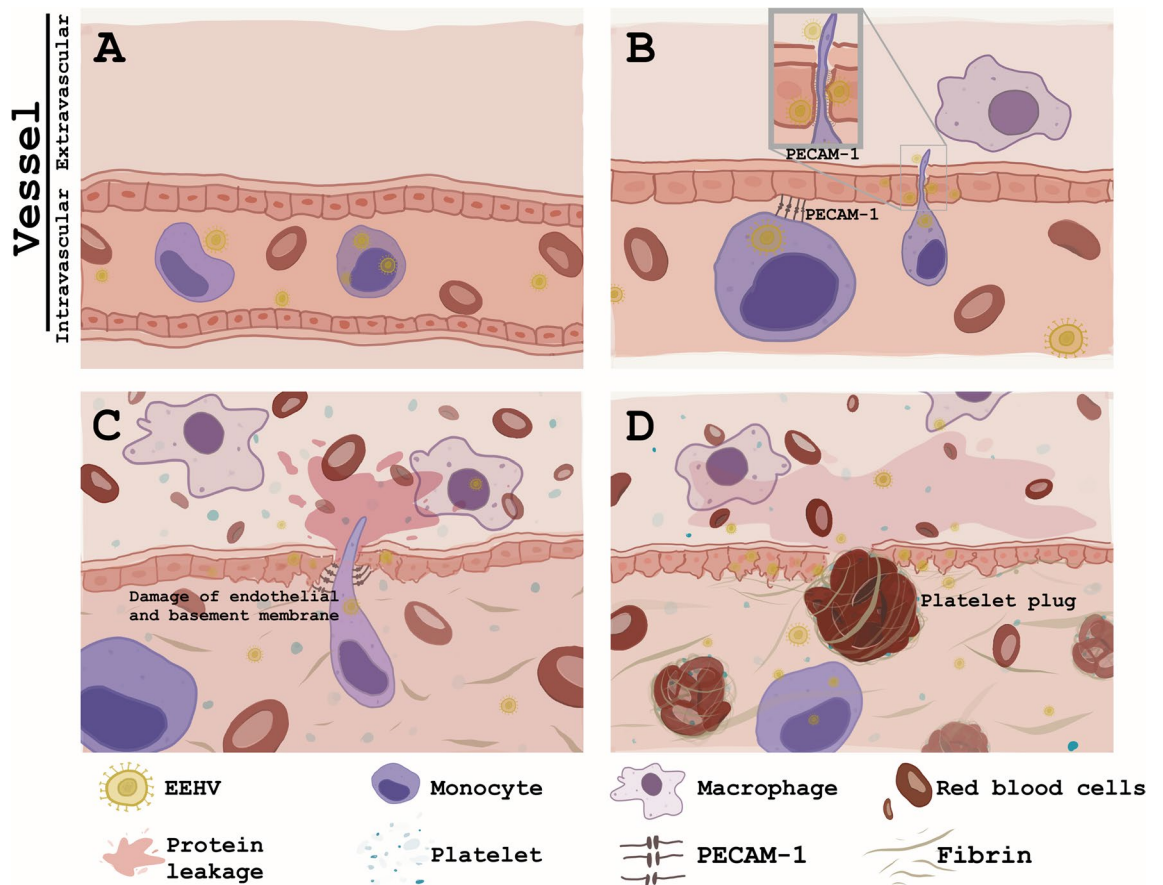 Vessel
Extravascular
Intravascular
A
B
PECAM-1
PECAM-1
C
Damage of endothelial
and basement membrane
D
Platelet plug
EEHV
Monocyte
Macrophage
Red blood cells
Protein
leakage
Platelet
PECAM-1
Fibrin